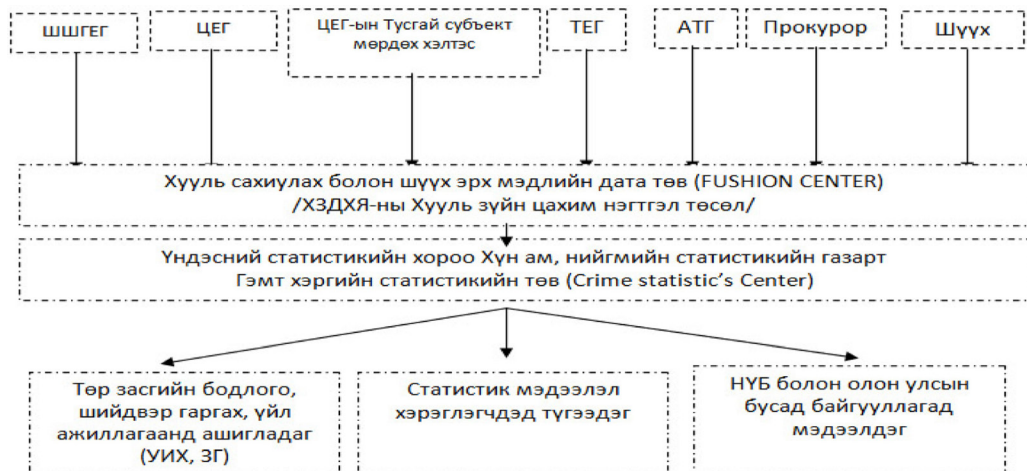 ШШГЕГ
ЦЕГ
ЦЕГ-ын Тусгай субъект
мөрдөх хэлтэс
ТЕГ
АТГ
Прокурор
Шүүх
Хууль сахиулах болон шүүх эрх мэдлийн дата төв (FUSHION CENTER)
/ХЗДХЯ-ны Хууль зүйн цахим нэгтгэл төсөл/
Үндэсний статистикийн хороо Хүн ам, нийгмийн статистикийн газарт
Гэмт хэргийн статистикийн төв (Crime statistic’s Center)
Төр засгийн бодлого,
шийдвэр гаргах, үйл
ажиллагаанд ашигладаг
(УИХ, ЗГ)
Статистик мэдээлэл
хэрэглэгчдэд түгээдэг
НҮБ болон олон улсын
бусад байгууллагад
мэдээлдэг